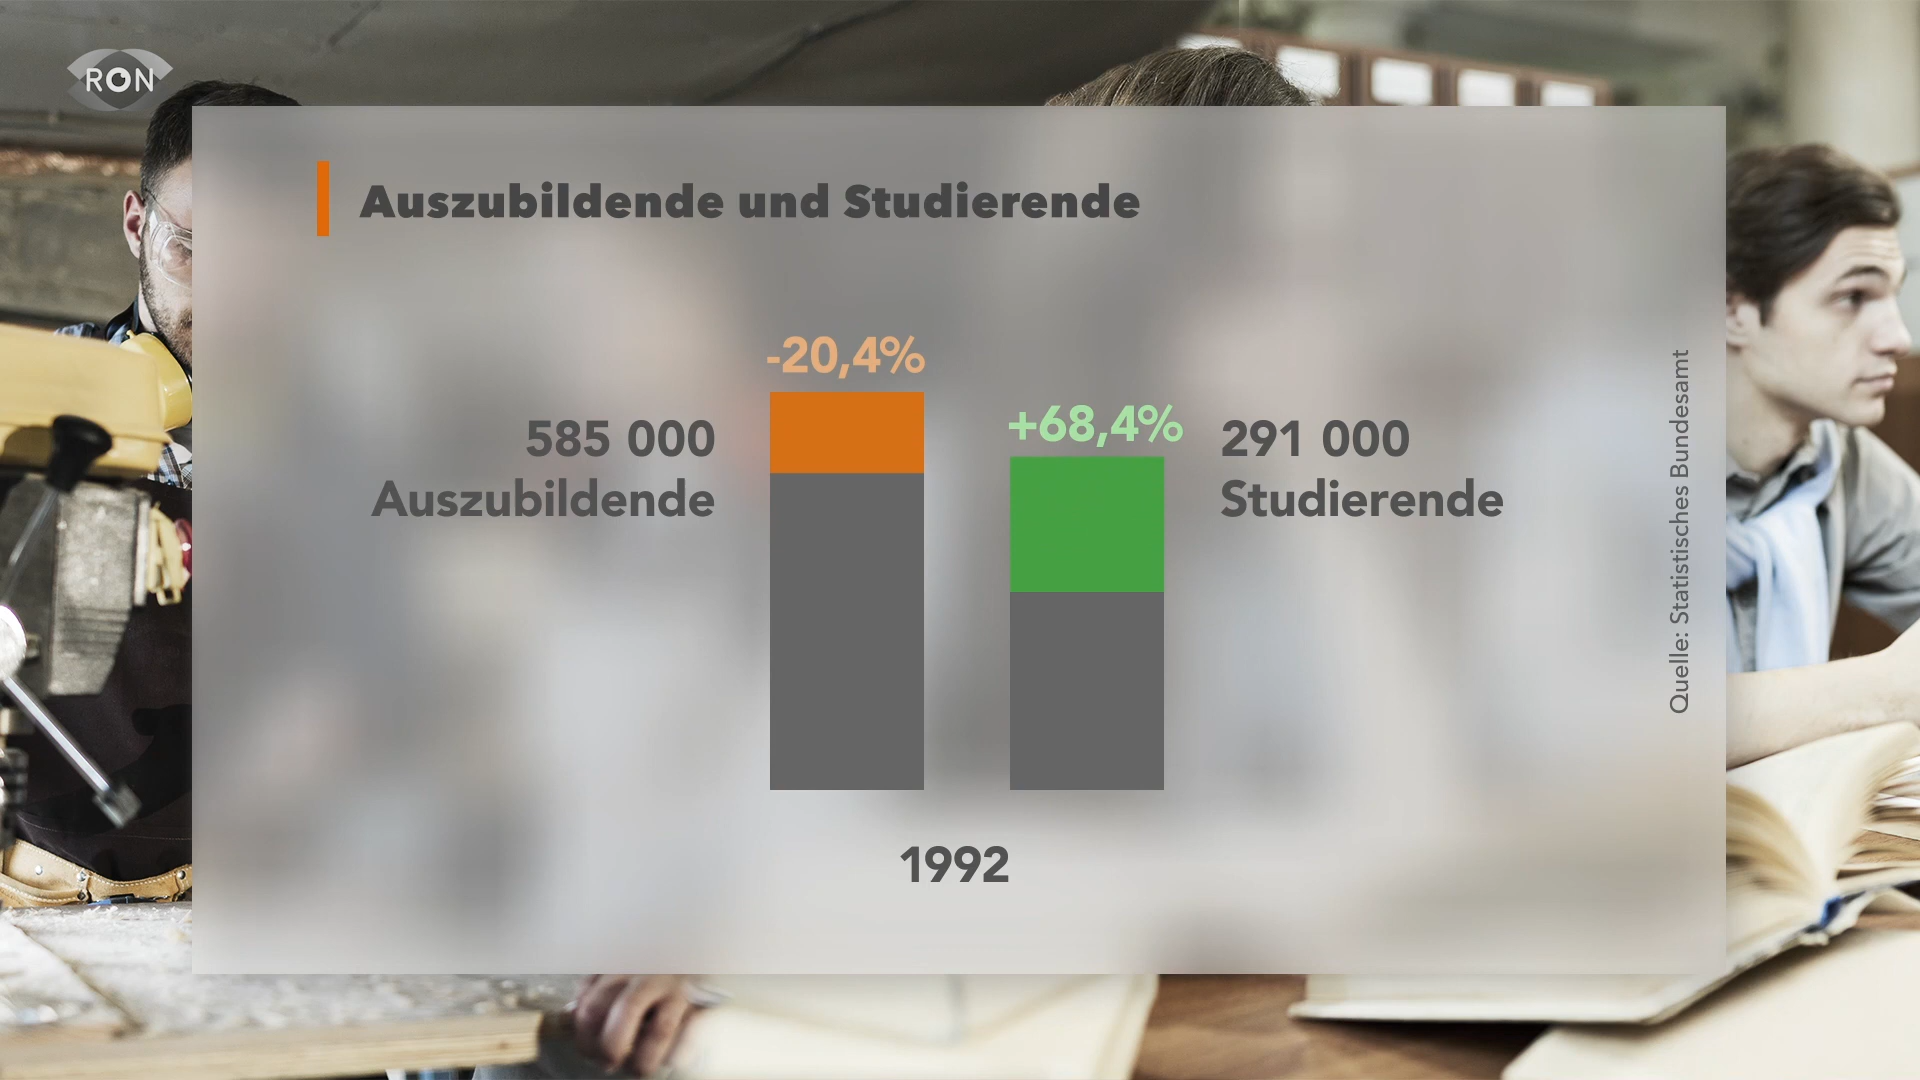 RON
Auszubildende und Studierende
-20,4%
+68,4%
585 000
Auszubildende
291 000
Studierende
1992
Quelle: Statistisches Bundesamt